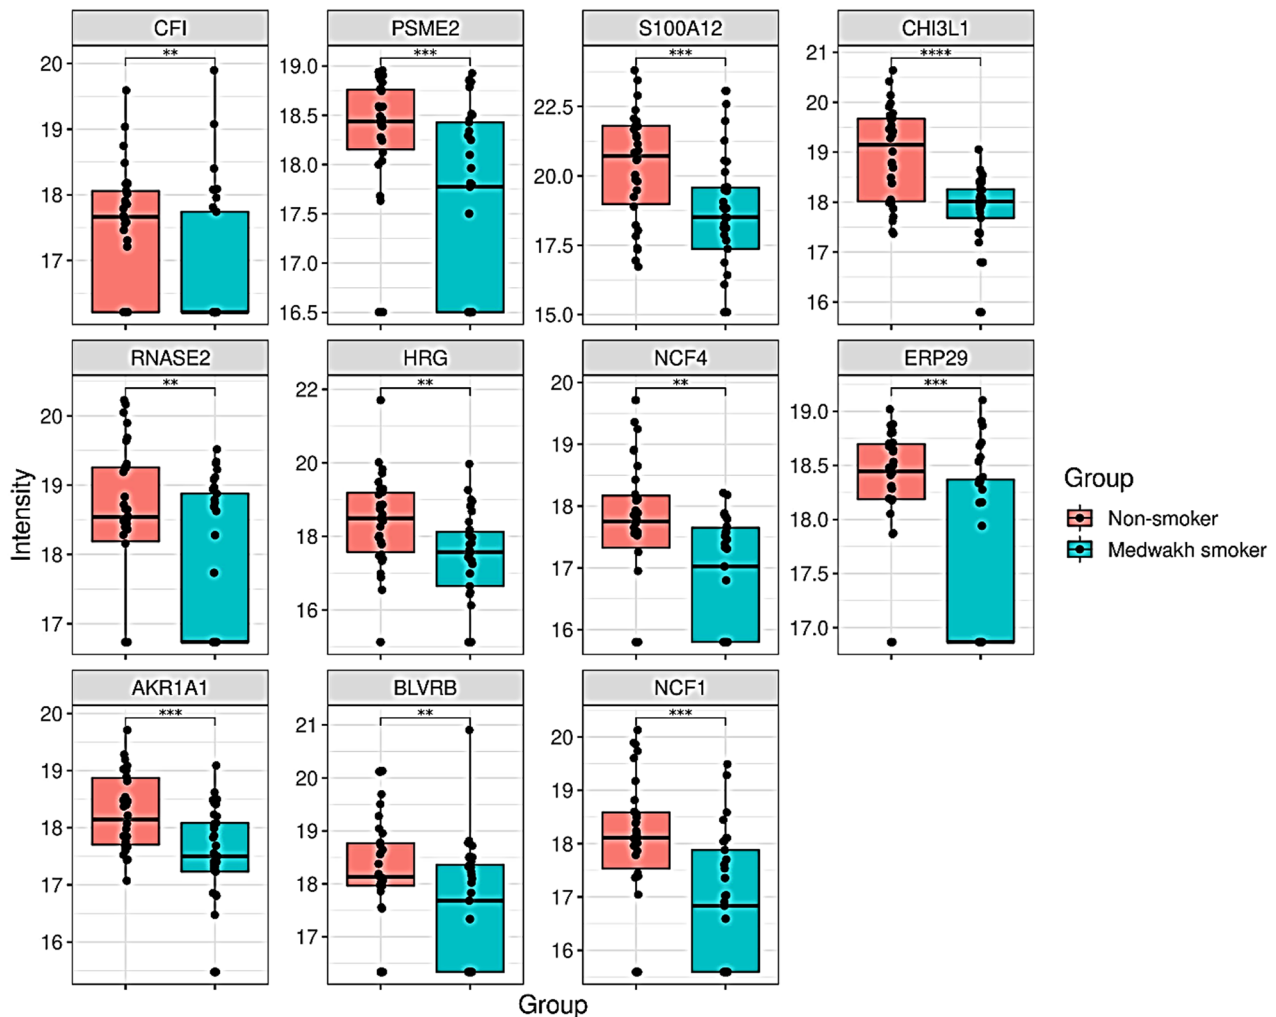 CFI PSME2 S100A12 CHI3L1
** *** *** ****
20 19 18 17
19.0 18.5 18.0 17.5 17.0 16.5
22.5 20.0 17.5 15.0
21 20 19 18 17 16
RNASE2 HRG NCF4 ERP29
** ** ** ***
20 19 18 17
22 20 18 16
20 19 18 17 16
19.0 18.5 18.0 17.5 17.0
Intensity
Group
Non-smoker
Medwakh smoker
AKR1A1 BLVRB NCF1
*** ** ***
20 19 18 17 16
21 20 19 18 17
20 19 18 17 16
Group